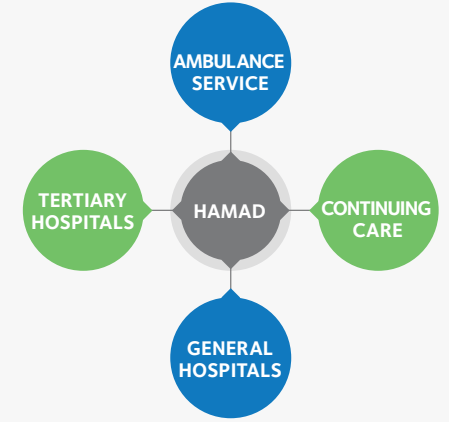 AMBULANCE
SERVICE
TERTIARY
HOSPITALS
HAMAD
CONTINUING
CARE
GENERAL
HOSPITALS